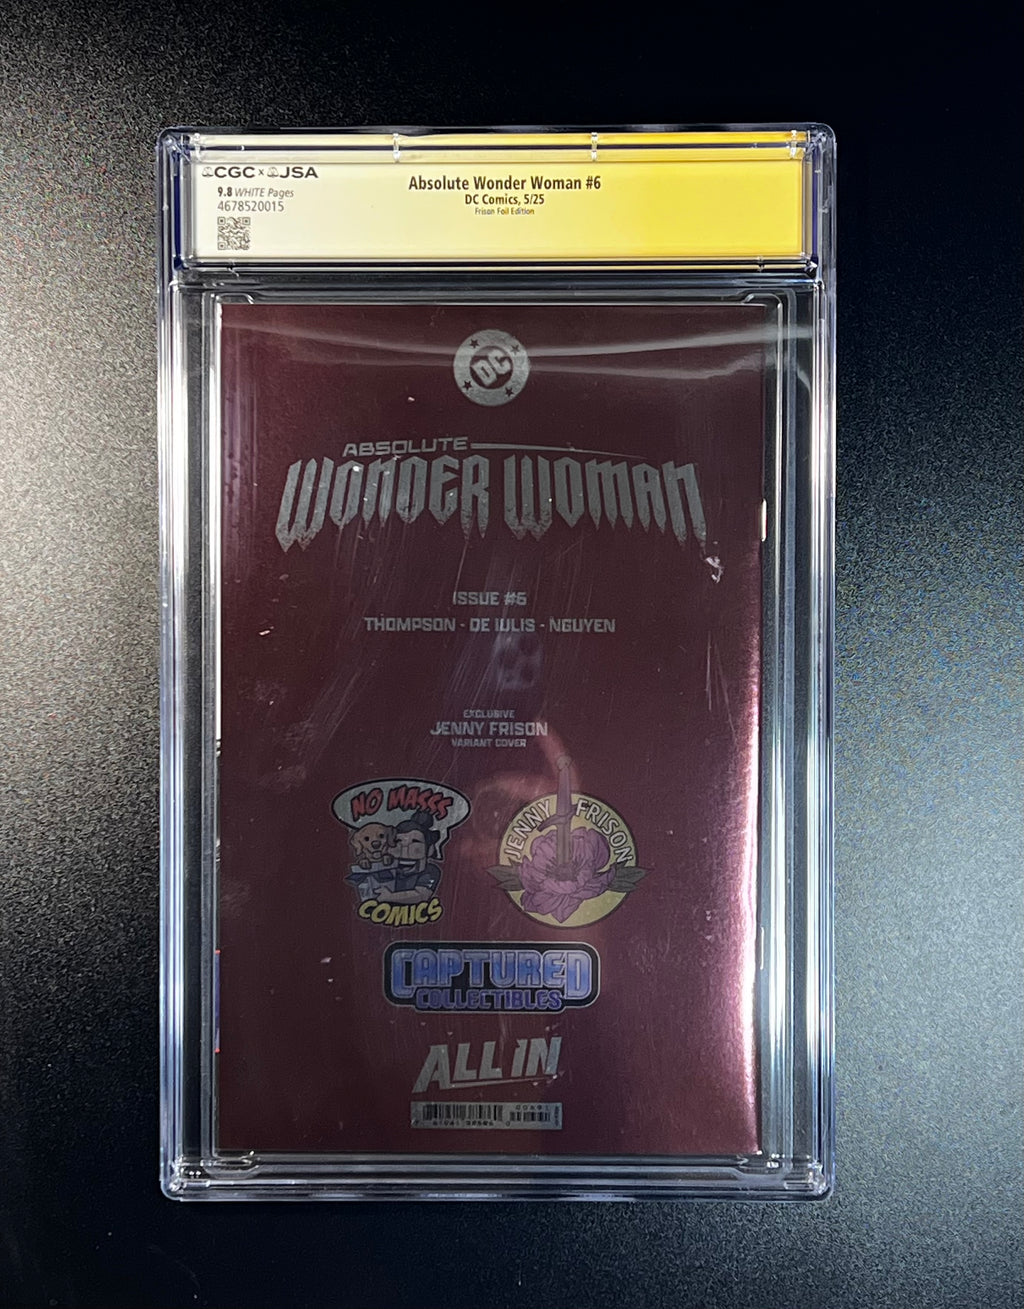 CGC x JSA
9.8 WHITE Pages
4678520015
Absolute Wonder Woman #6
DC Comics, 5/25
Frison Foil Edition
DC
ABSOLUTE
WONDER WOMAN
ISSUE #6
THOMPSON - DE IULIS - NGUYEN
EXCLUSIVE
JENNY FRISON
VARIANT COVER
NO MASSS
COMICS
JENNY FRISON
CAPTURED
COLLECTIBLES
ALL IN
00691